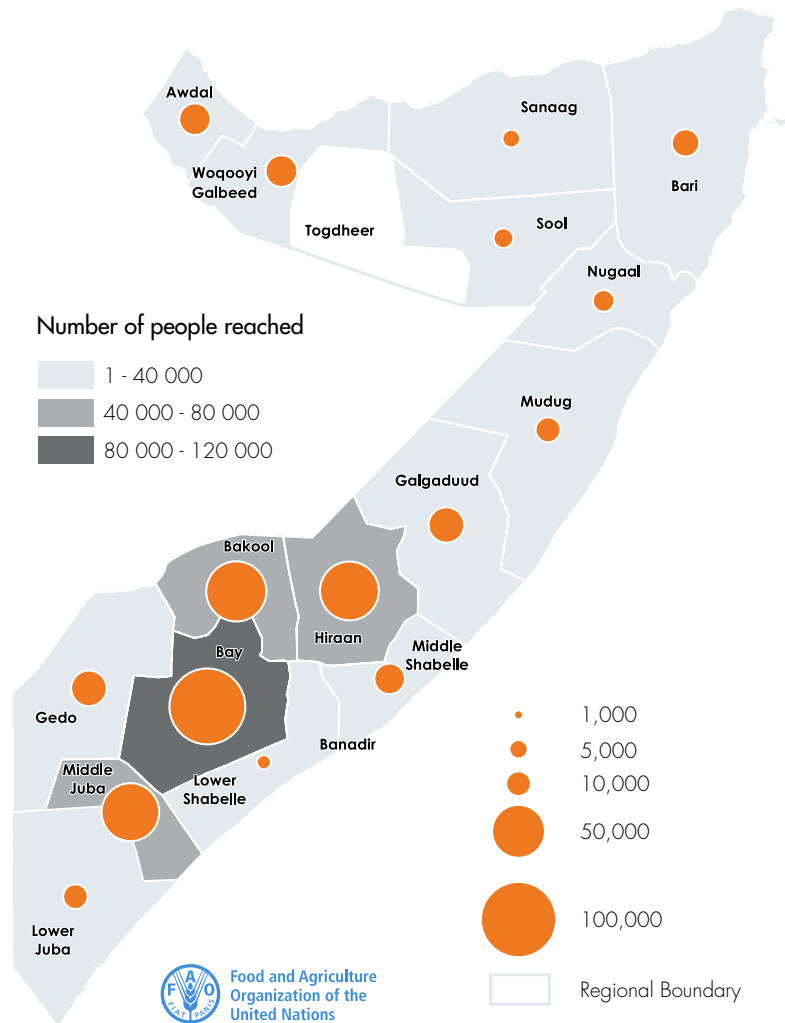 Awdal
Sanaag
Woqooyi
Galbeed
Bari
Togdheer
Sool
Nugaal
Number of people reached
1 - 40 000
40 000 - 80 000
80 000 - 120 000
Mudug
Galgaduud
Bakool
Hiraan
Middle
Shabelle
Bay
Gedo
Banadir
Middle
Juba
Lower
Shabelle
Lower
Juba
1,000
5,000
10,000
50,000
100,000
Regional Boundary
F A O
FIAT PANIS
Food and Agriculture
Organization of the
United Nations